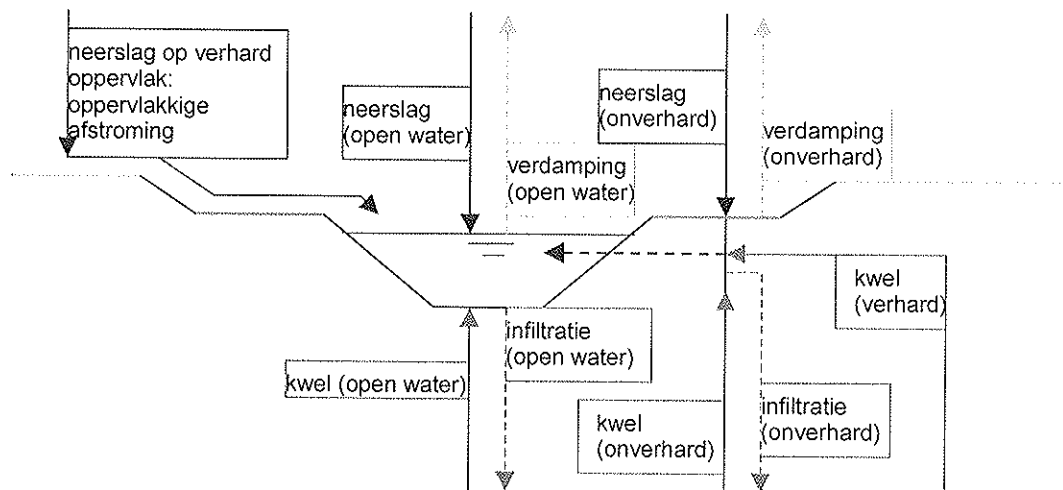 neerslag op verhard
oppervlak:
oppervlakkige
afstroming
neerslag
(open water)
verdamping
(open water)
neerslag
(onverhard)
verdamping
(onverhard)
kwel
(verhard)
infiltratie
(open water)
kwel (open water)
kwel
(onverhard)
infiltratie
(onverhard)